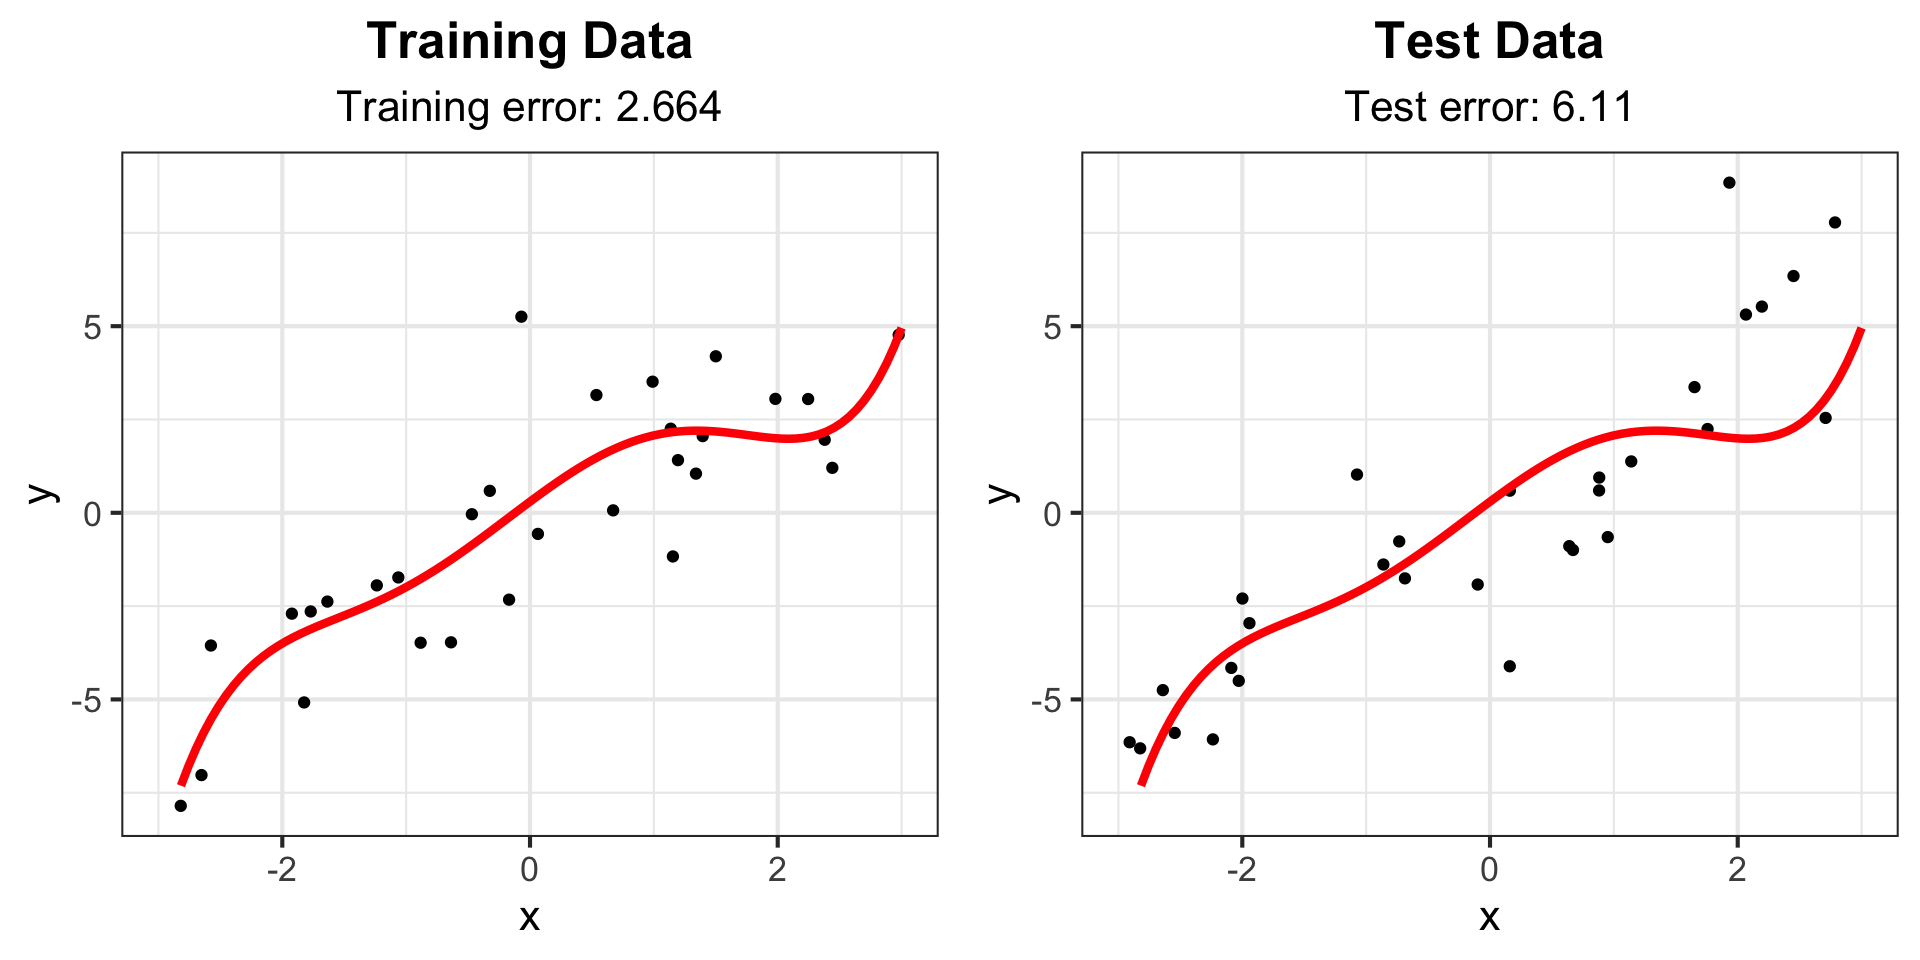 Training Data
Training error: 2.664
5
0
-5
y
-2 0 2
x
Test Data
Test error: 6.11
5
0
-5
y
-2 0 2
x